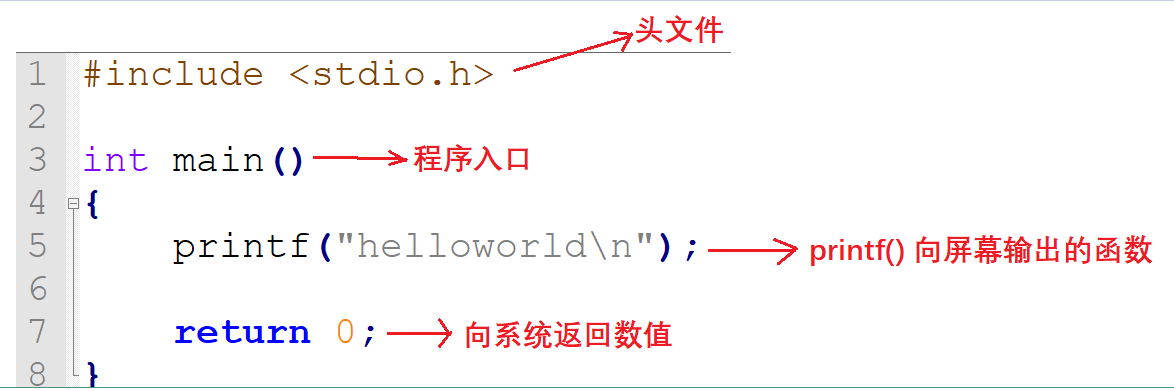 头文件
1 #include <stdio.h>
2
3 int main() 程序入口
4 {
5 printf("helloworld\n"); printf() 向屏幕输出的函数
6
7 return 0; 向系统返回数值
8 }